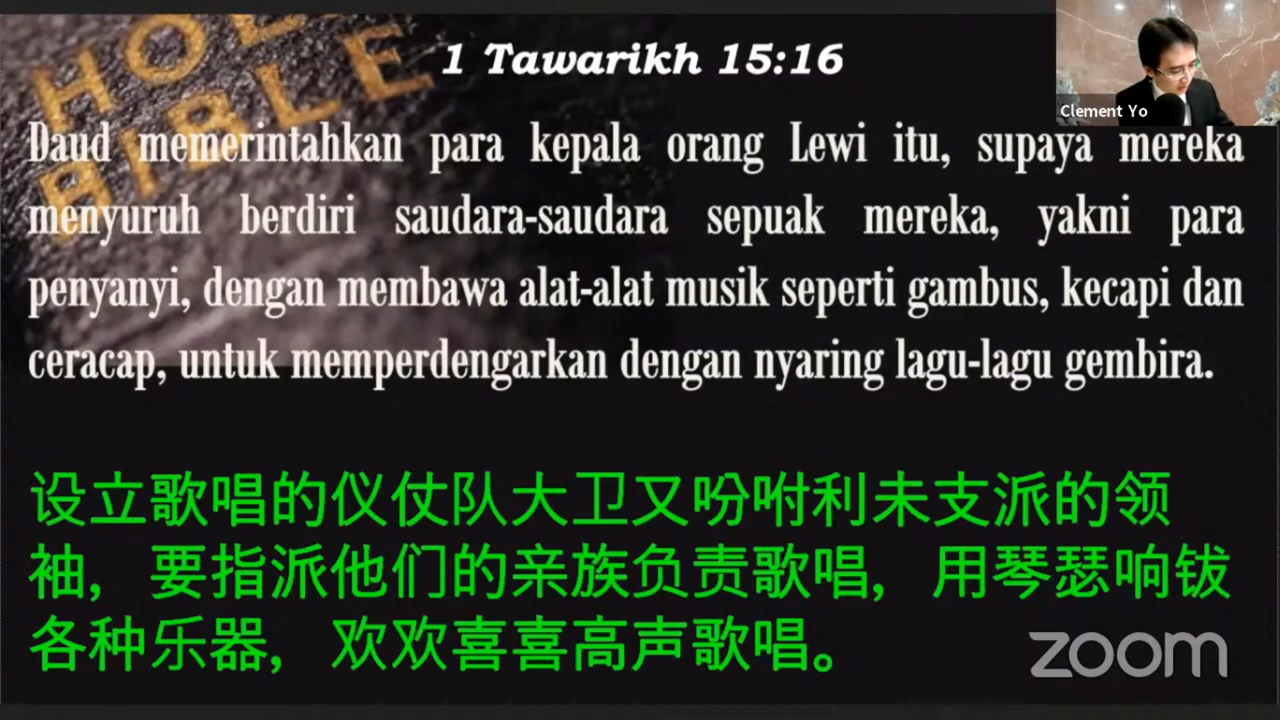 HOLY
BIBLE
1 Tawarikh 15:16
Clement Yo
Daud memerintahkan para kepala orang Lewi itu, supaya mereka
menyuruh berdiri saudara-saudara sepuak mereka, yakni para
penyanyi, dengan membawa alat-alat musik seperti gambus, kecapi dan
ceracap, untuk memperdengarkan dengan nyaring lagu-lagu gembira.
设立歌唱的仪仗队大卫又吩咐利未支派的领
袖，要指派他们的亲族负责歌唱，用琴瑟响钹
各种乐器，欢欢喜喜高声歌唱。
zoom